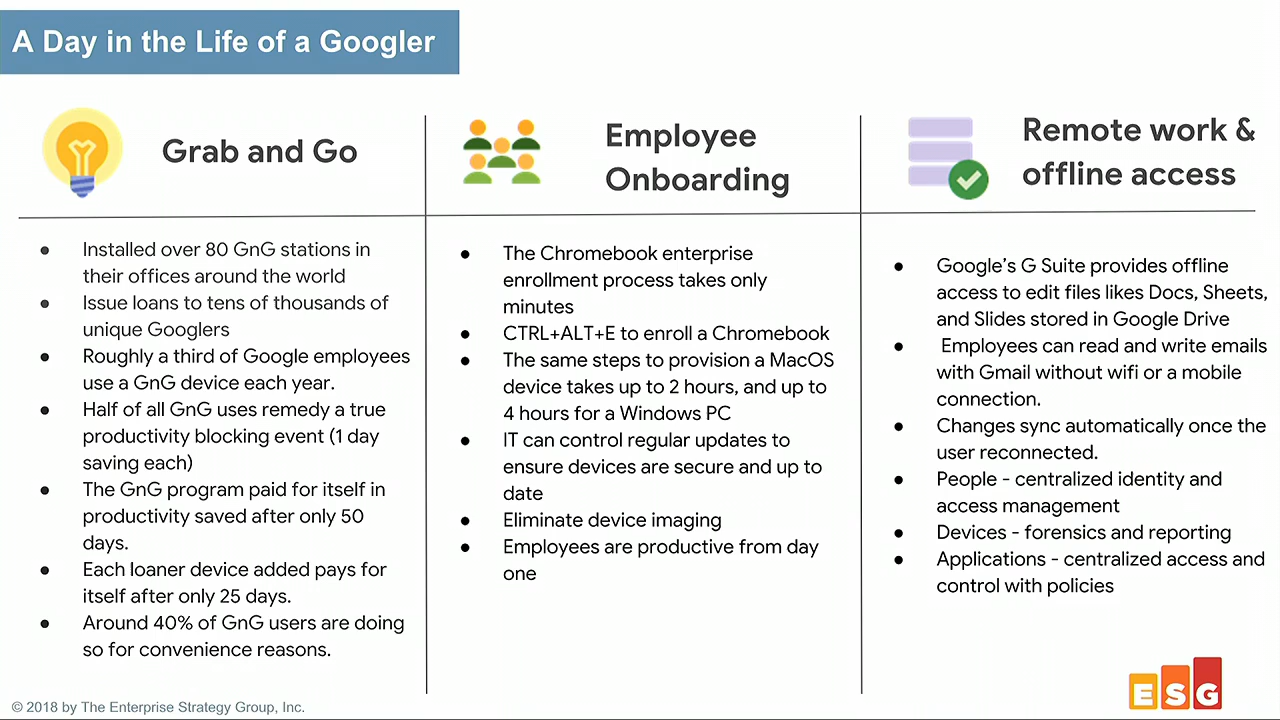 A Day in the Life of a Googler
Grab and Go
Installed over 80 GnG stations in
their offices around the world
Issue loans to tens of thousands of
unique Googlers
Roughly a third of Google employees
use a GnG device each year.
Half of all GnG uses remedy a true
productivity blocking event (1 day
saving each)
The GnG program paid for itself in
productivity saved after only 50
days.
Each loaner device added pays for
itself after only 25 days.
Around 40% of GnG users are doing
so for convenience reasons.
Employee
Onboarding
The Chromebook enterprise
enrollment process takes only
minutes
CTRL+ALT+E to enroll a Chromebook
The same steps to provision a MacOS
device takes up to 2 hours, and up to
4 hours for a Windows PC
IT can control regular updates to
ensure devices are secure and up to
date
Eliminate device imaging
Employees are productive from day
one
Remote work &
offline access
Google's G Suite provides offline
access to edit files likes Docs, Sheets,
and Slides stored in Google Drive
Employees can read and write emails
with Gmail without wifi or a mobile
connection.
Changes sync automatically once the
user reconnected.
People - centralized identity and
access management
Devices - forensics and reporting
Applications - centralized access and
control with policies
© 2018 by The Enterprise Strategy Group, Inc.
ESG